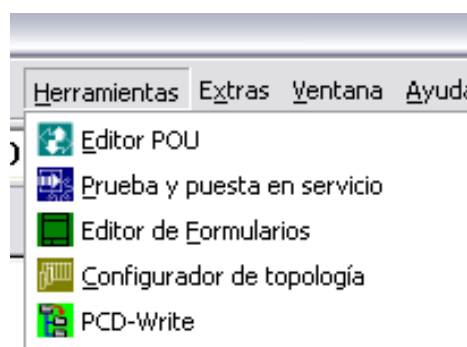 Herramientas Extras Ventana Ayuda
Editor POU
Prueba y puesta en servicio
Editor de Formularios
Configurador de topología
PCD-Write